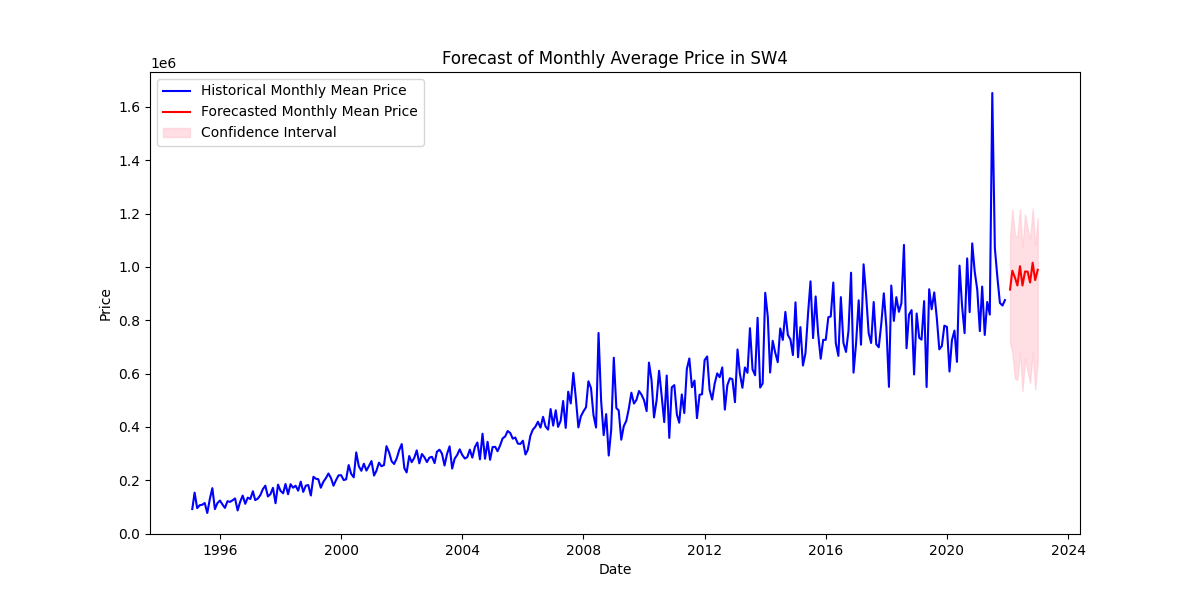 Forecast of Monthly Average Price in SW4
1e6
Historical Monthly Mean Price
Forecasted Monthly Mean Price
Confidence Interval
1.6
1.4
1.2
1.0
0.8
0.6
0.4
0.2
0.0
Price
1996 2000 2004 2008 2012 2016 2020 2024
Date